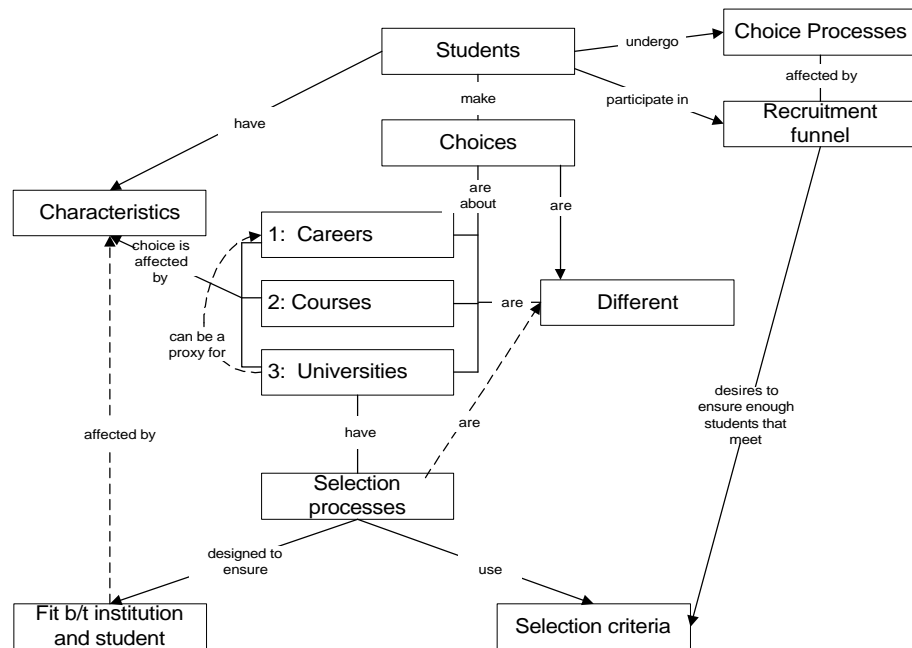 Students
undergo
Choice Processes
affected by
make
participate in
Recruitment
funnel
have
Choices
are
about
are
Characteristics
choice is
affected
by
1:  Careers
2: Courses
are
Different
can be a
proxy for
3:  Universities
desires to
ensure enough
students that
meet
affected by
have
are
Selection
processes
designed to
ensure
use
Fit b/t institution
and student
Selection criteria